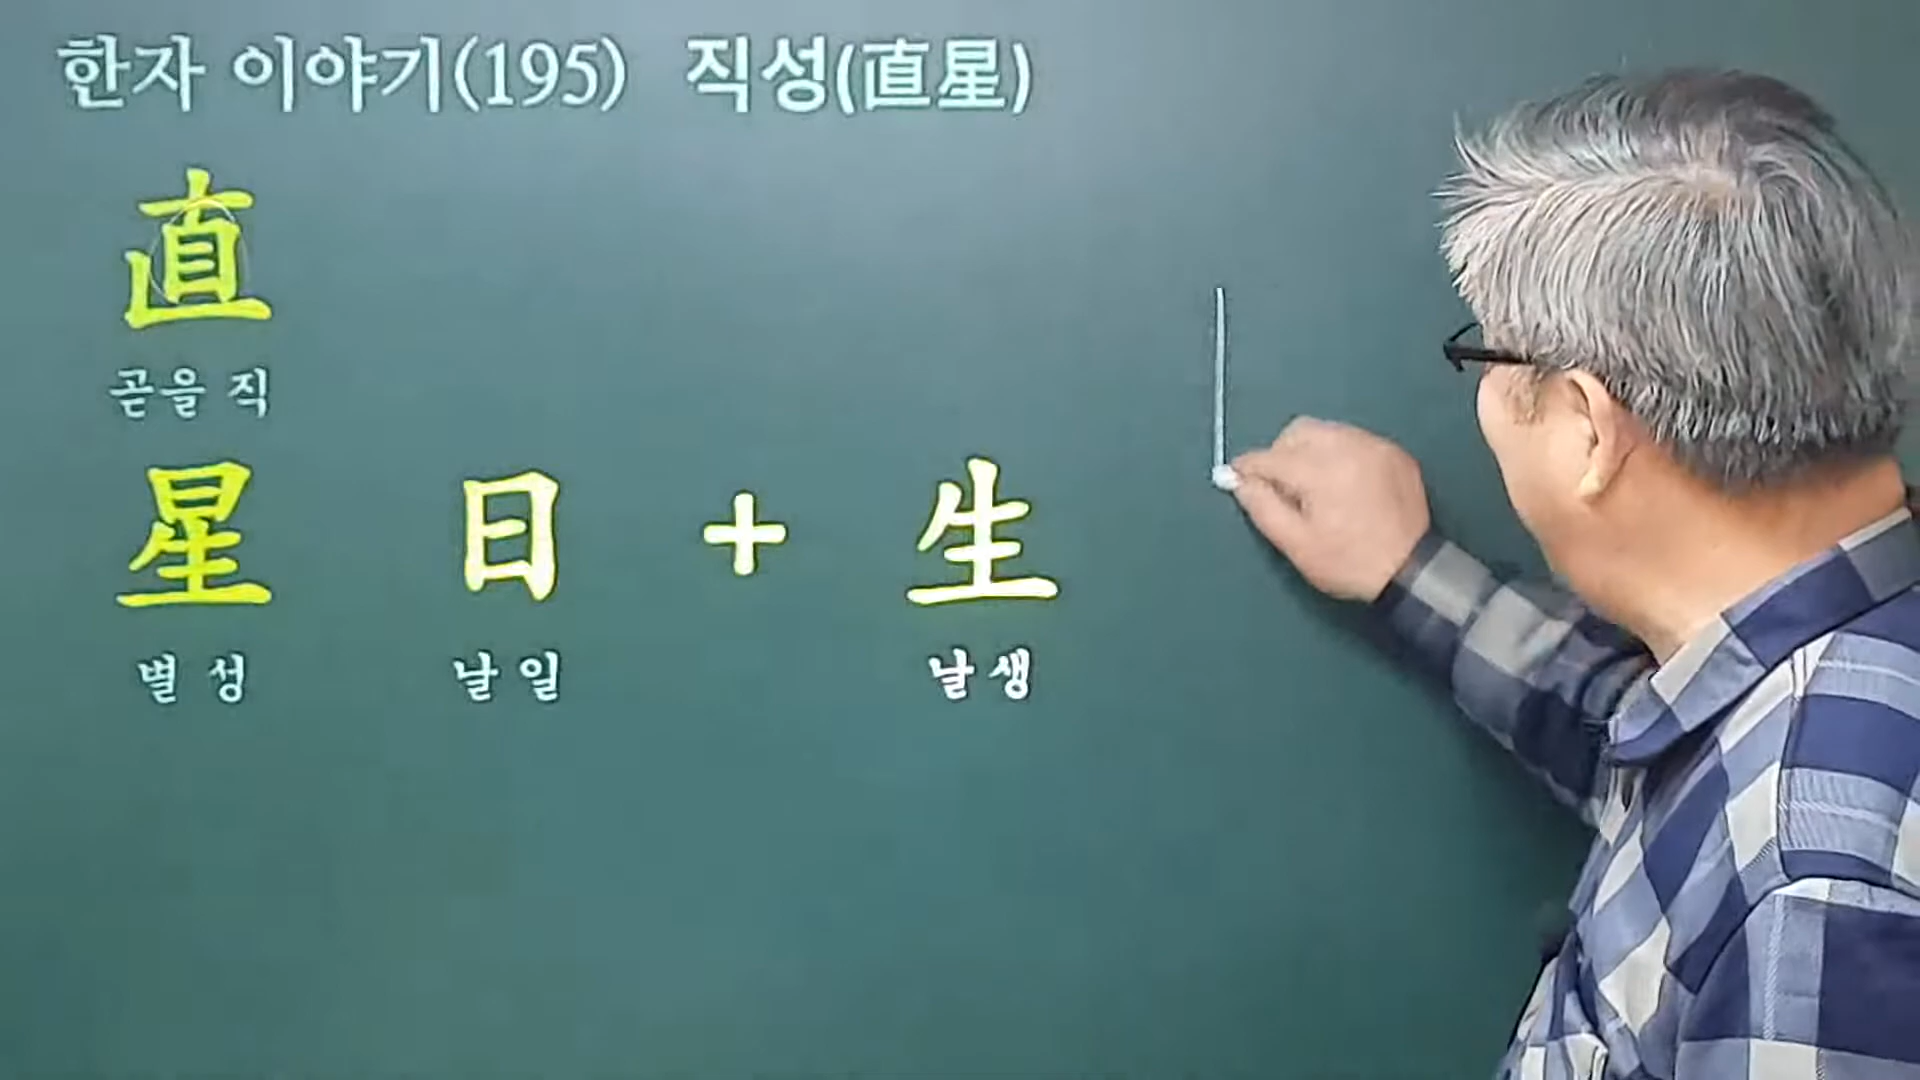 한자 이야기(195) 직성(直星)
直
곧을 직
星 日 + 生
별 성 날 일 날 생